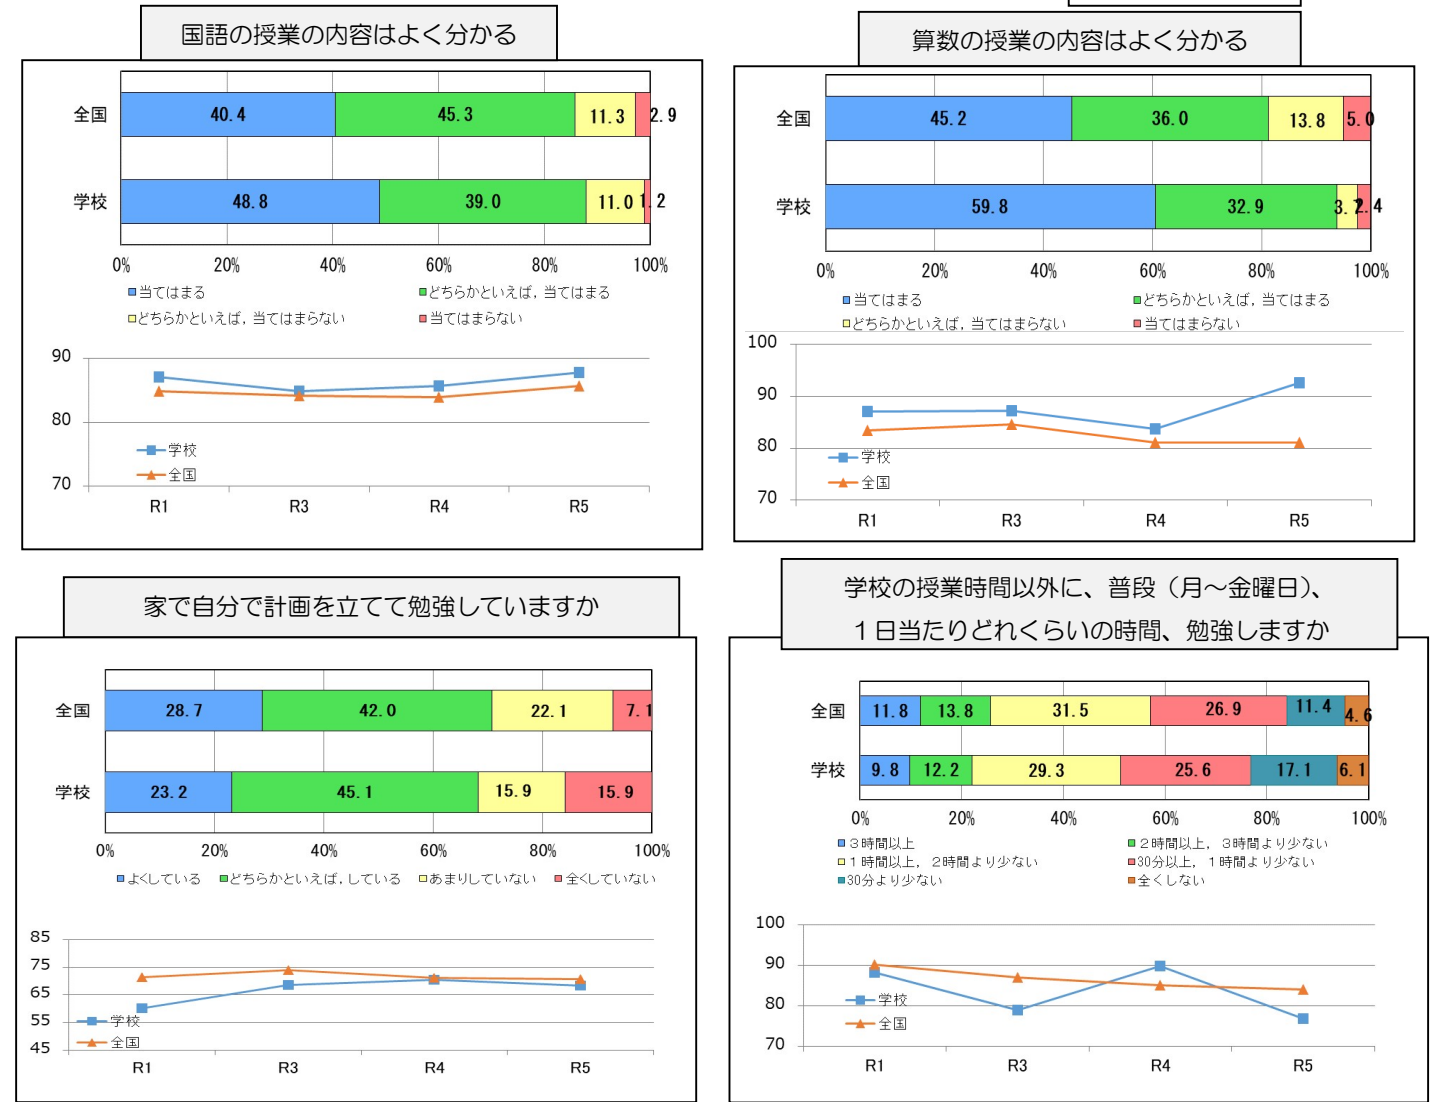 国語の授業の内容はよく分かる
全国 40.4 45.3 11.3 2.9
学校 48.8 39.0 11.0 1.2
0% 20% 40% 60% 80% 100%
■当てはまる ■どちらかといえば，当てはまる
□どちらかといえば，当てはまらない ■当てはまらない
90
80
70
学校
全国
R1 R3 R4 R5
算数の授業の内容はよく分かる
全国 45.2 36.0 13.8 5.0
学校 59.8 32.9 3.7 2.4
0% 20% 40% 60% 80% 100%
■当てはまる ■どちらかといえば，当てはまる
□どちらかといえば，当てはまらない ■当てはまらない
100
90
80
70
学校
全国
R1 R3 R4 R5
家で自分で計画を立てて勉強していますか
全国 28.7 42.0 22.1 7.1
学校 23.2 45.1 15.9 15.9
0% 20% 40% 60% 80% 100%
■よくしている ■どちらかといえば，している □あまりしていない ■全くしていない
85
75
65
55
45
学校
全国
R1 R3 R4 R5
学校の授業時間以外に、普段（月～金曜日）、
１日当たりどれくらいの時間、勉強しますか
全国 11.8 13.8 31.5 26.9 11.4 4.6
学校 9.8 12.2 29.3 25.6 17.1 6.1
0% 20% 40% 60% 80% 100%
■３時間以上 ■２時間以上，３時間より少ない
□１時間以上，２時間より少ない ■30分以上，１時間より少ない
■30分より少ない ■全くしない
100
90
80
70
学校
全国
R1 R3 R4 R5